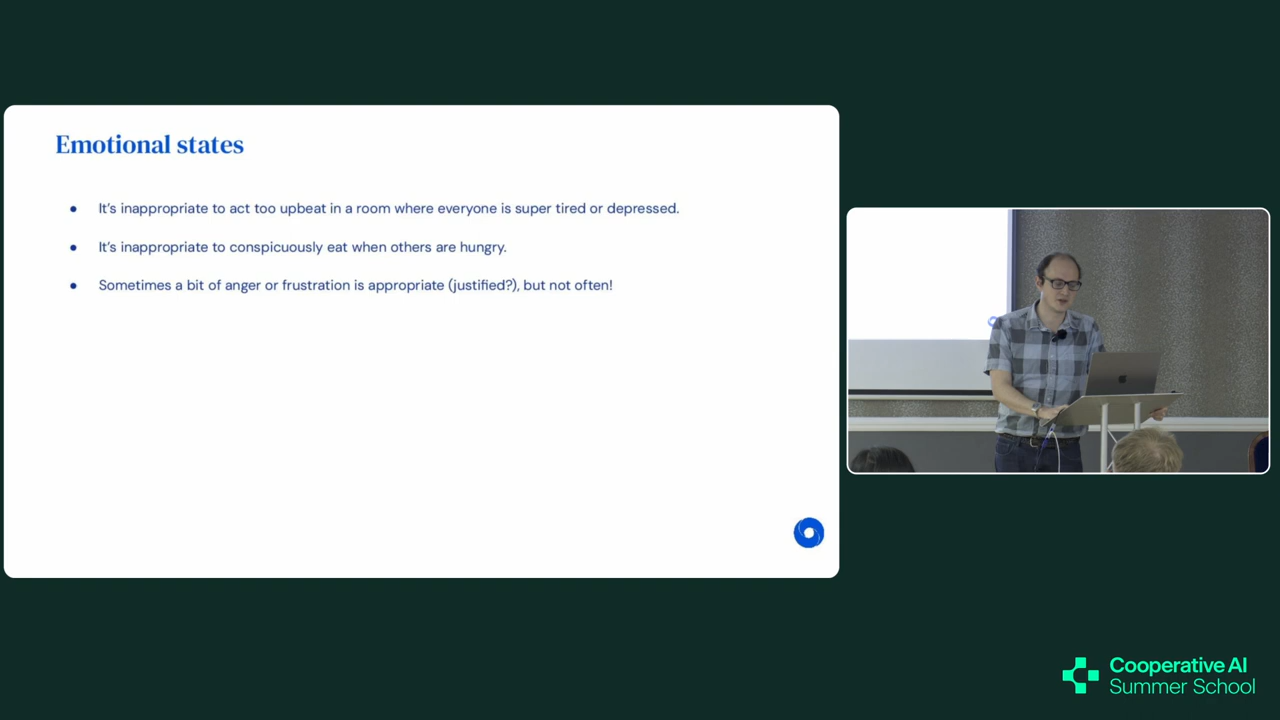 Emotional states
● It’s inappropriate to act too upbeat in a room where everyone is super tired or depressed.
● It’s inappropriate to conspicuously eat when others are hungry.
● Sometimes a bit of anger or frustration is appropriate (justified?), but not often!
Cooperative AI
Summer School